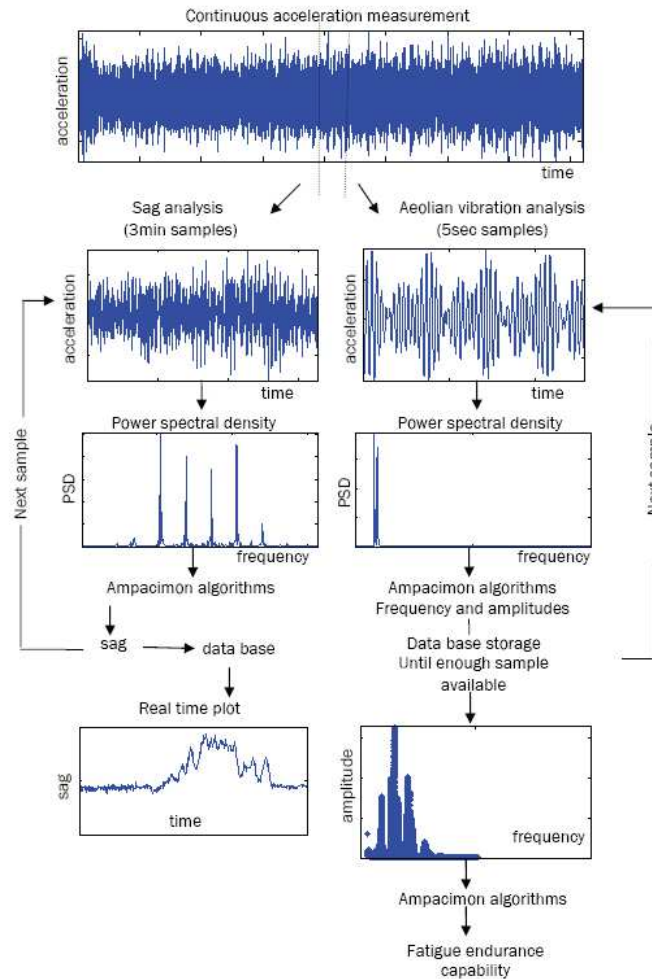 Continuous acceleration measurement
acceleration
time
Sag analysis
(3min samples)
Aeolian vibration analysis
(5sec samples)
acceleration
time
acceleration
time
Next sample
Next sample
Power spectral density
PSD
frequency
Power spectral density
PSD
frequency
Ampacimon algorithms
Ampacimon algorithms
Frequency and amplitudes
sag
data base
Data base storage
Until enough sample
available
Real time plot
sag
time
amplitude
frequency
Ampacimon algorithms
Fatigue endurance
capability